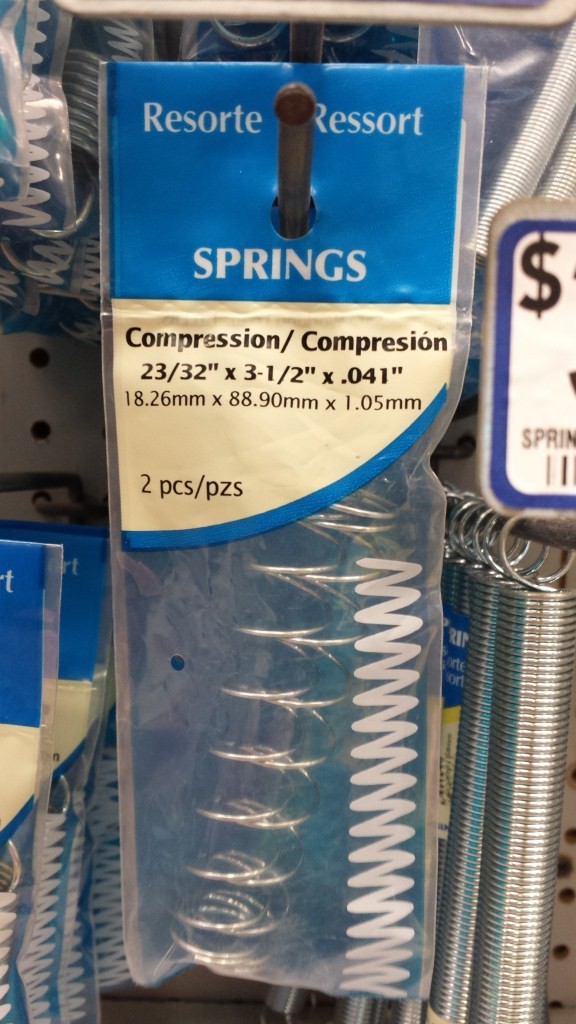 Resorte Ressort
SPRINGS
Compression/ Compresión
23/32" x 3-1/2" x .041"
18.26mm x 88.90mm x 1.05mm
2 pcs/pzs
$
SPRIN